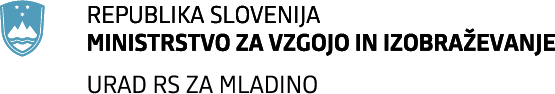 REPUBLIKA SLOVENIJA
MINISTRSTVO ZA VZGOJO IN IZOBRAŽEVANJE
URAD RS ZA MLADINO